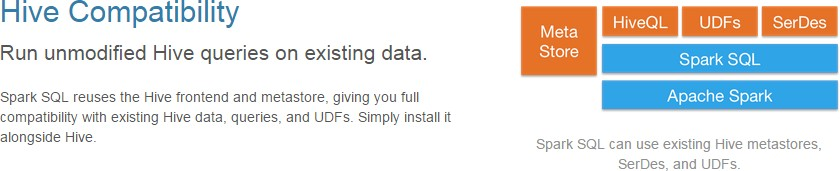 Hive Compatibility
Run unmodified Hive queries on existing data.
Spark SQL reuses the Hive frontend and metastore, giving you full
compatibility with existing Hive data, queries, and UDFs. Simply install it
alongside Hive.
Meta
Store
HiveQL
UDFs
SerDes
Spark SQL
Apache Spark
Spark SQL can use existing Hive metastores,
SerDes, and UDFs.